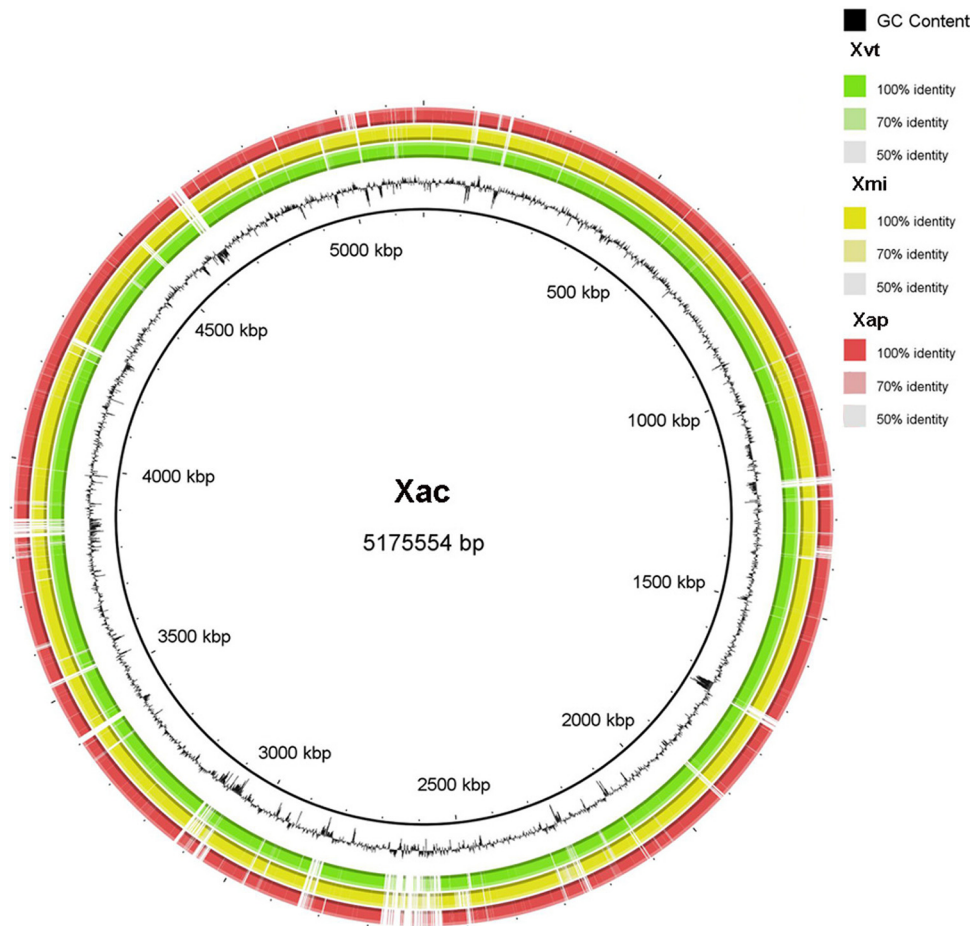 GC Content
Xvt
100% identity
70% identity
50% identity
Xmi
100% identity
70% identity
50% identity
Xap
100% identity
70% identity
50% identity
5000 kbp
500 kbp
4500 kbp
1000 kbp
4000 kbp
Xac
5175554 bp
1500 kbp
3500 kbp
2000 kbp
3000 kbp
2500 kbp